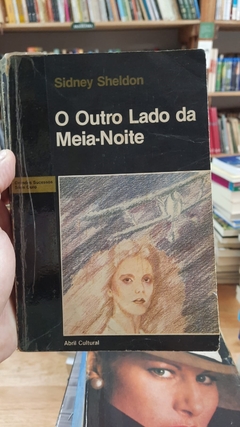 Sidney Sheldon
O Outro Lado da
Meia-Noite
Abril Cultural